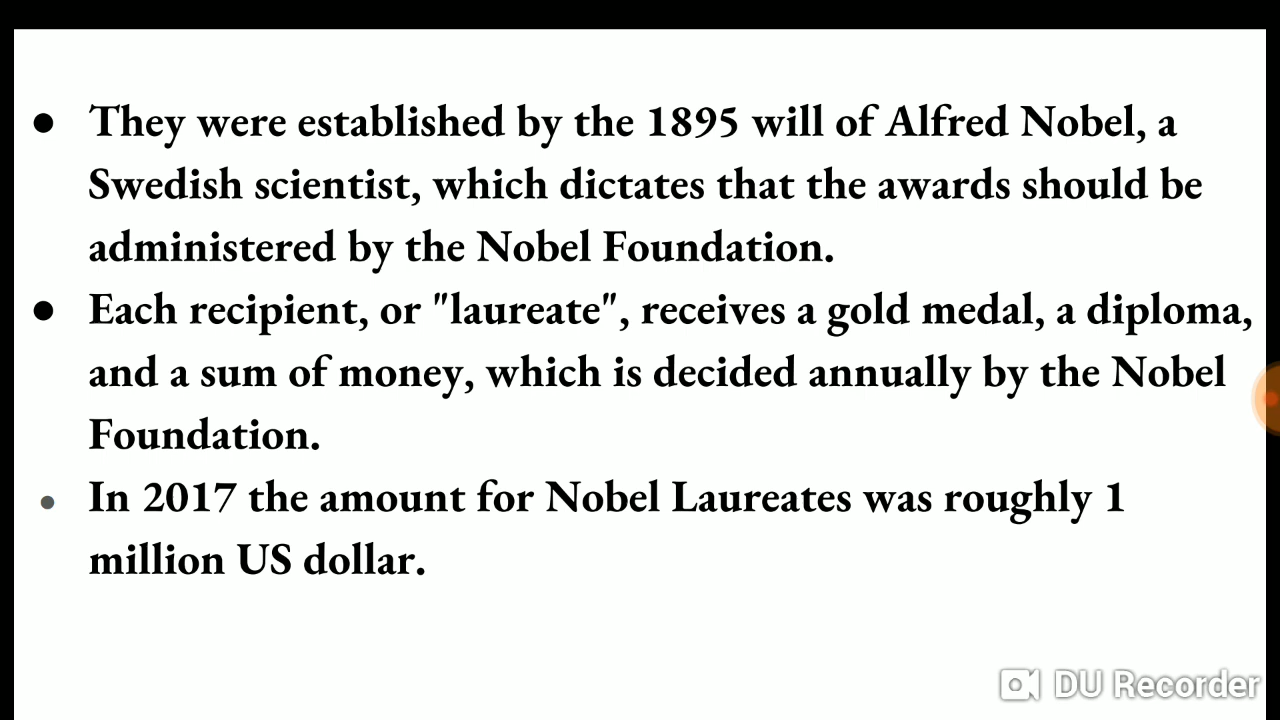 ● They were established by the 1895 will of Alfred Nobel, a
Swedish scientist, which dictates that the awards should be
administered by the Nobel Foundation.
● Each recipient, or "laureate", receives a gold medal, a diploma,
and a sum of money, which is decided annually by the Nobel
Foundation.
● In 2017 the amount for Nobel Laureates was roughly 1
million US dollar.
DU Recorder